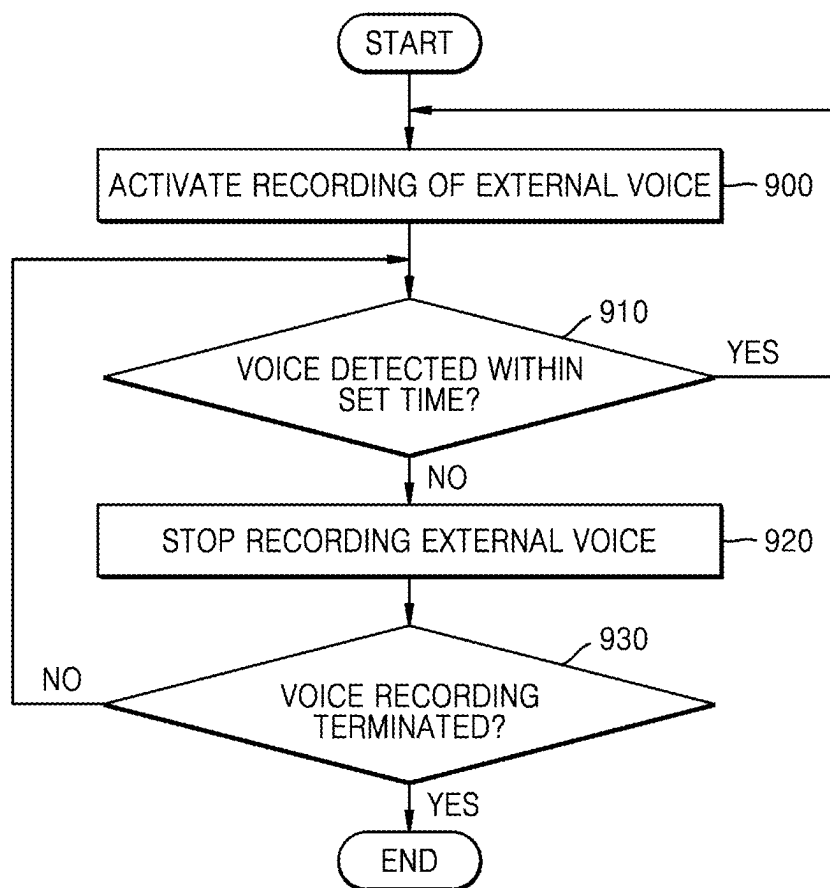 START
ACTIVATE RECORDING OF EXTERNAL VOICE
900
910
VOICE DETECTED WITHIN
SET TIME?
YES
NO
STOP RECORDING EXTERNAL VOICE
920
930
NO
VOICE RECORDING
TERMINATED?
YES
END